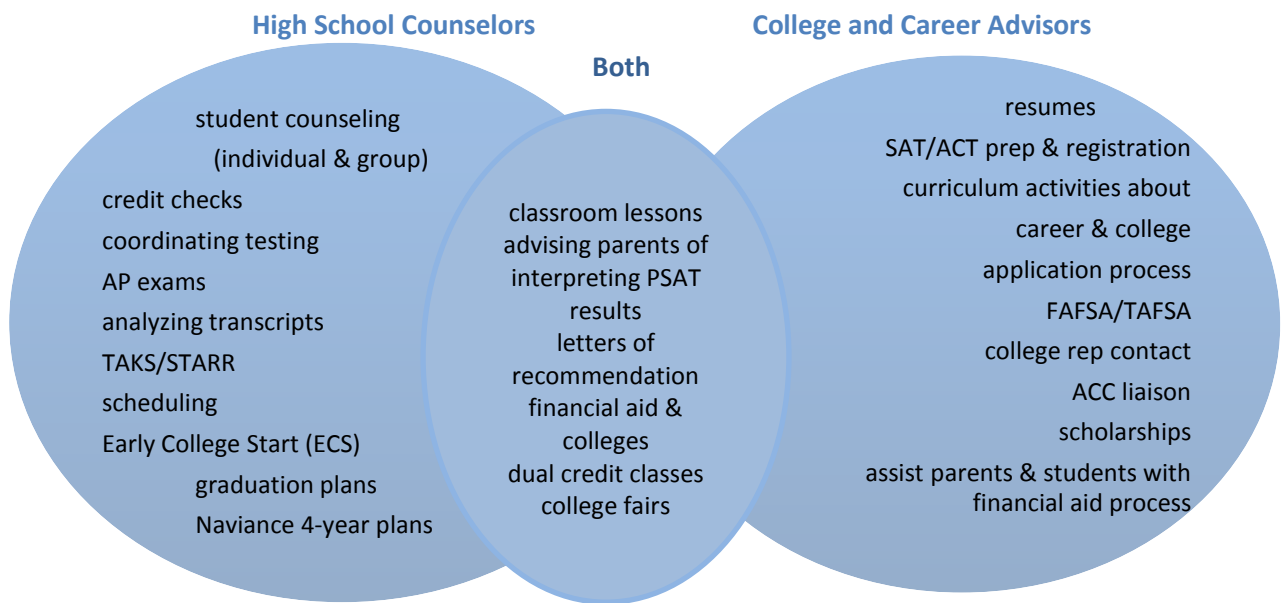 High School Counselors
College and Career Advisors
Both
student counseling
(individual & group)
credit checks
coordinating testing
AP exams
analyzing transcripts
TAKS/STARR
scheduling
Early College Start (ECS)
graduation plans
Naviance 4-year plans
classroom lessons
advising parents of
interpreting PSAT
results
letters of
recommendation
financial aid &
colleges
dual credit classes
college fairs
resumes
SAT/ACT prep & registration
curriculum activities about
career & college
application process
FAFSA/TAFSA
college rep contact
ACC liaison
scholarships
assist parents & students with
financial aid process